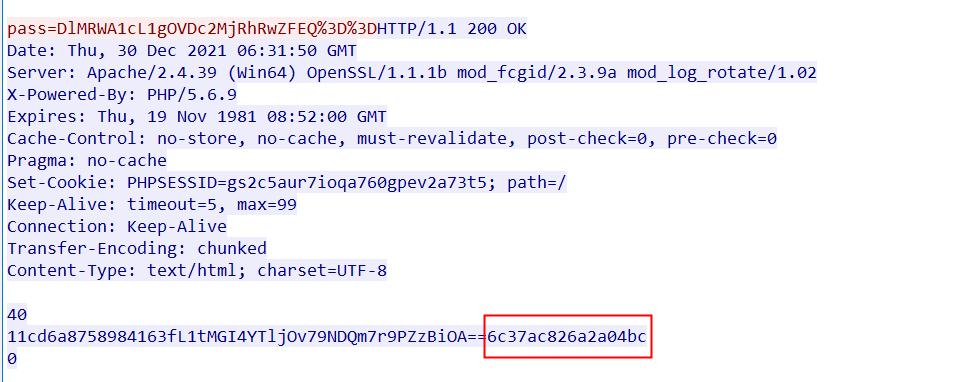 pass=DlMRWA1cL1gOVDc2MjRhRwZFEQ%3D%3DHTTP/1.1 200 OK
Date: Thu, 30 Dec 2021 06:31:50 GMT
Server: Apache/2.4.39 (Win64) OpenSSL/1.1.1b mod_fcgid/2.3.9a mod_log_rotate/1.02
X-Powered-By: PHP/5.6.9
Expires: Thu, 19 Nov 1981 08:52:00 GMT
Cache-Control: no-store, no-cache, must-revalidate, post-check=0, pre-check=0
Pragma: no-cache
Set-Cookie: PHPSESSID=gs2c5aur7ioqa760gpev2a73t5; path=/
Keep-Alive: timeout=5, max=99
Connection: Keep-Alive
Transfer-Encoding: chunked
Content-Type: text/html; charset=UTF-8
40
11cd6a8758984163fL1tMGI4YTljOv79NDQm7r9PZzBiOA==6c37ac826a2a04bc
0